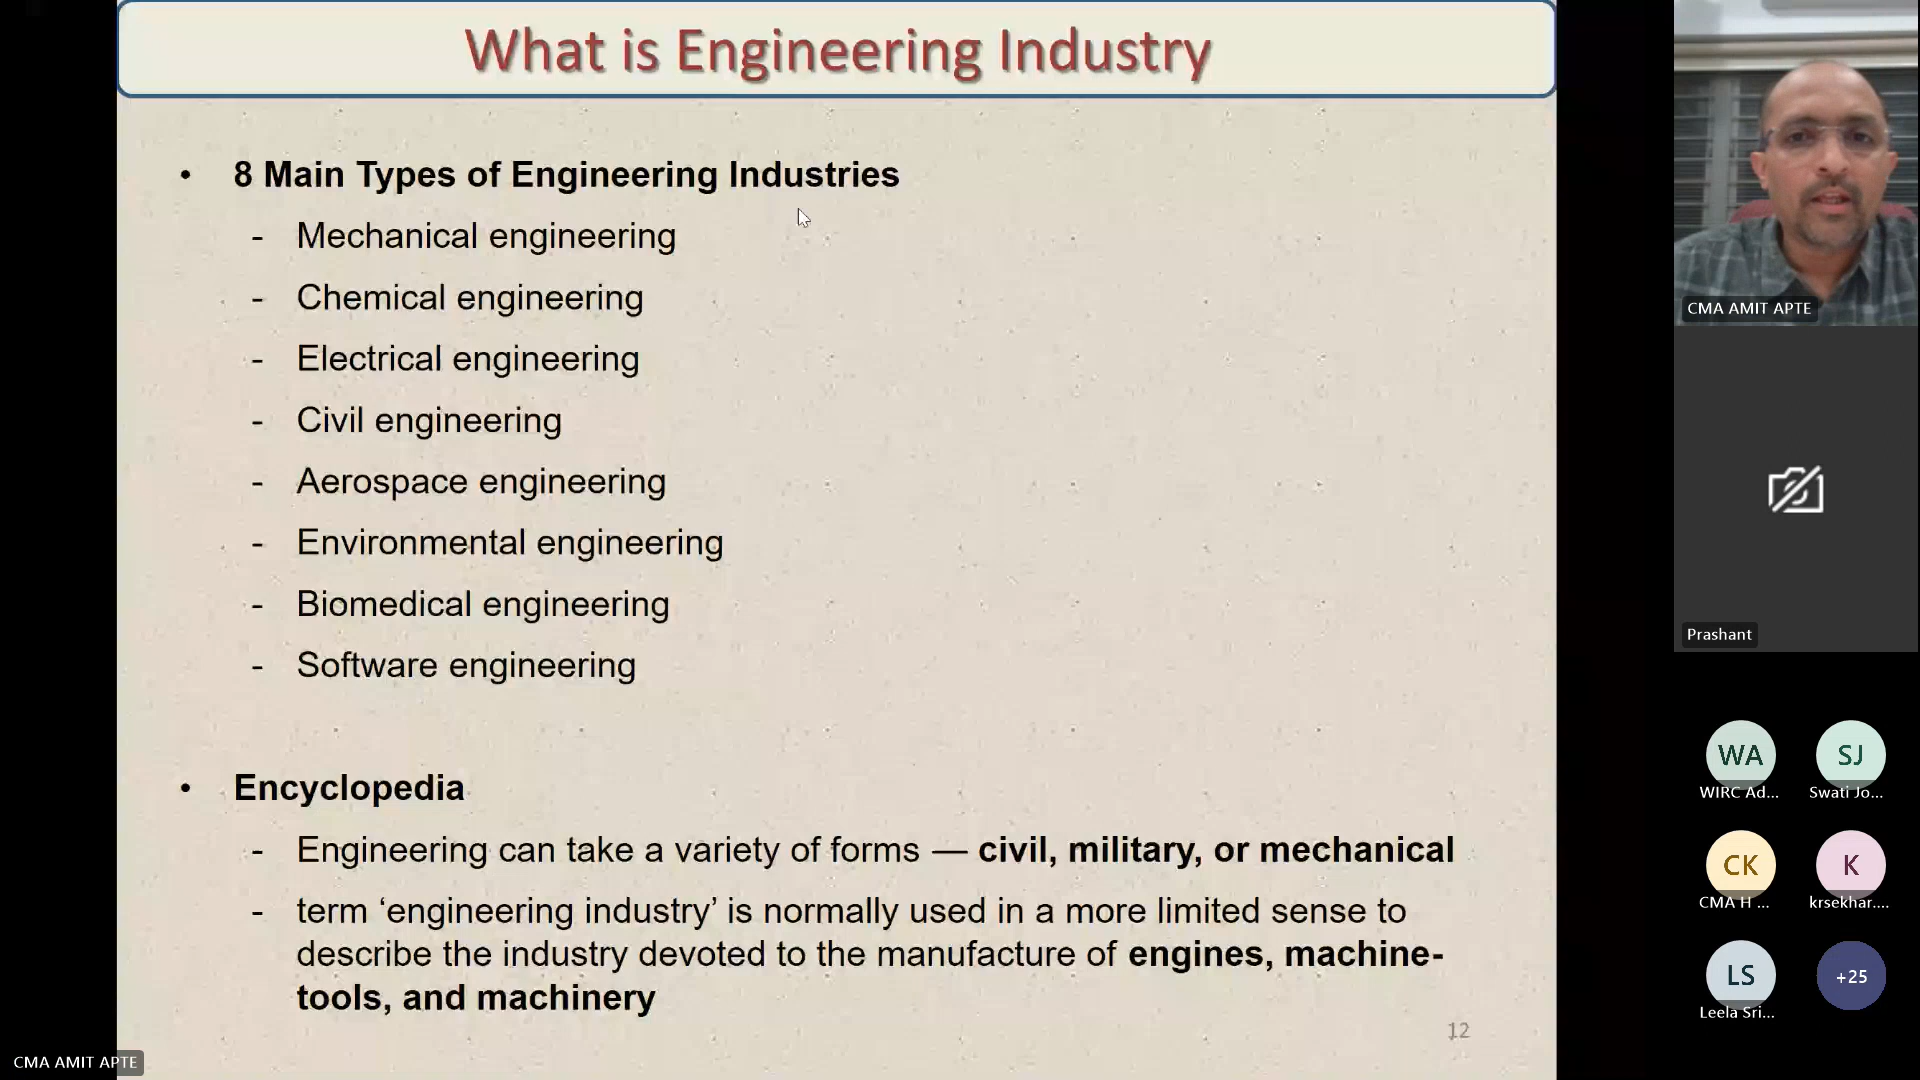 What is Engineering Industry
• 8 Main Types of Engineering Industries
- Mechanical engineering
- Chemical engineering
- Electrical engineering
- Civil engineering
- Aerospace engineering
- Environmental engineering
- Biomedical engineering
- Software engineering
• Encyclopedia
- Engineering can take a variety of forms — civil, military, or mechanical
- term ‘engineering industry’ is normally used in a more limited sense to
describe the industry devoted to the manufacture of engines, machine-
tools, and machinery
12
CMA AMIT APTE
CMA AMIT APTE
Prashant
WA
WIRC Ad...
SJ
Swati Jo...
CK
CMA H ...
K
krsekhar....
LS
Leela Sri...
+25